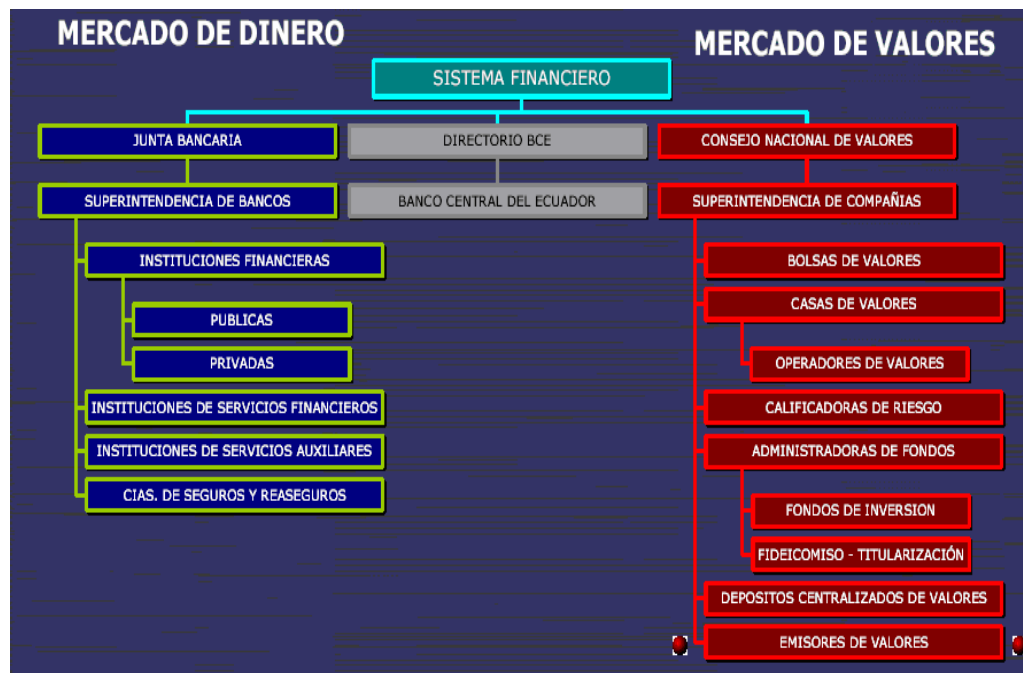 MERCADO DE DINERO
MERCADO DE VALORES
SISTEMA FINANCIERO
JUNTA BANCARIA
DIRECTORIO BCE
CONSEJO NACIONAL DE VALORES
SUPERINTENDENCIA DE BANCOS
BANCO CENTRAL DEL ECUADOR
SUPERINTENDENCIA DE COMPAÑIAS
INSTITUCIONES FINANCIERAS
PUBLICAS
PRIVADAS
INSTITUCIONES DE SERVICIOS FINANCIEROS
INSTITUCIONES DE SERVICIOS AUXILIARES
CIAS. DE SEGUROS Y REASEGUROS
BOLSAS DE VALORES
CASAS DE VALORES
OPERADORES DE VALORES
CALIFICADORAS DE RIESGO
ADMINISTRADORAS DE FONDOS
FONDOS DE INVERSION
FIDEICOMISO - TITULARIZACIÓN
DEPOSITOS CENTRALIZADOS DE VALORES
EMISORES DE VALORES